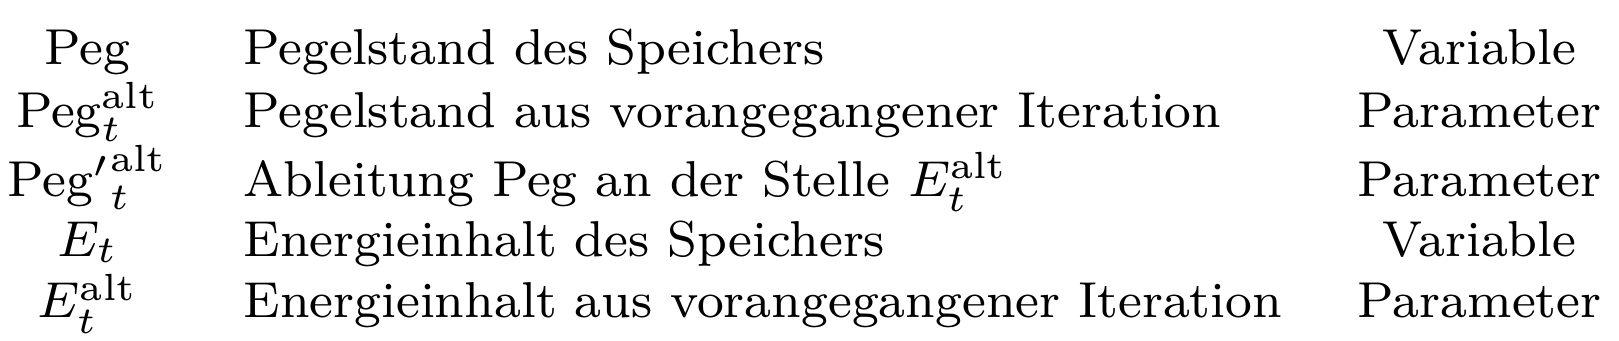 Peg Pegelstand des Speichers Variable
Peg_t^alt Pegelstand aus vorangegangener Iteration Parameter
Peg′_t^alt Ableitung Peg an der Stelle E_t^alt Parameter
E_t Energieinhalt des Speichers Variable
E_t^alt Energieinhalt aus vorangegangener Iteration Parameter